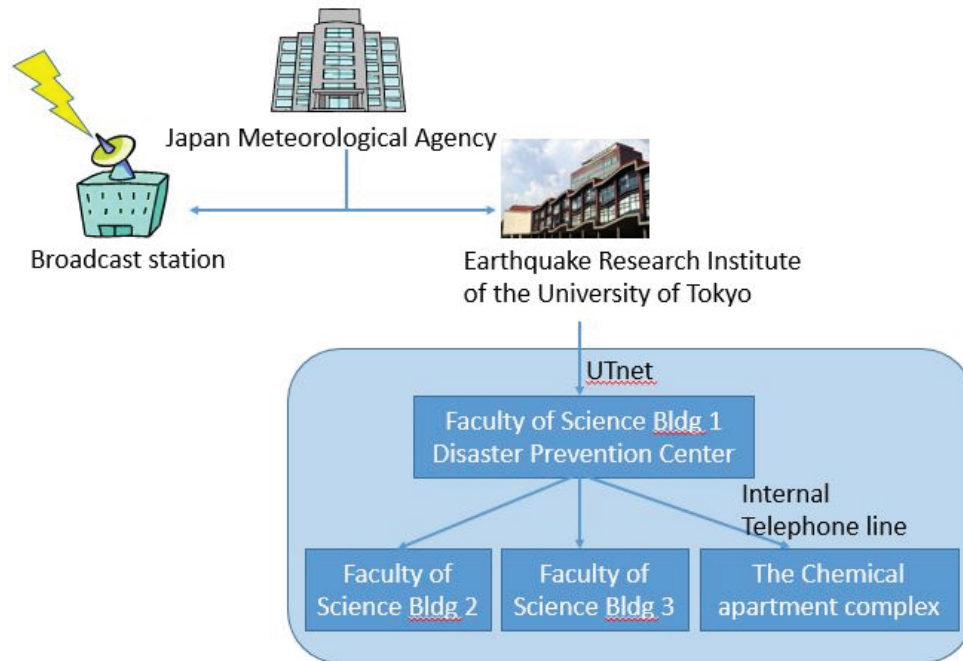 Japan Meteorological Agency
Broadcast station
Earthquake Research Institute
of the University of Tokyo
UTnet
Faculty of Science Bldg 1
Disaster Prevention Center
Internal
Telephone line
Faculty of
Science Bldg 2
Faculty of
Science Bldg 3
The Chemical
apartment complex